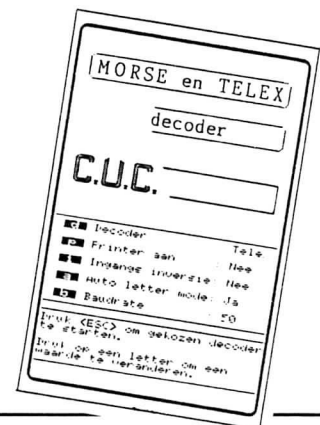 MORSE en TELEX
decoder
C.U.C.
d Decoder : Tele
p Printer aan : Nee
i Ingangs inversie: Nee
a Auto letter mode: Ja
b Baudrate : 50
Druk <ESC> om gekozen decoder
te starten.
Druk op een letter om een
waarde te veranderen.